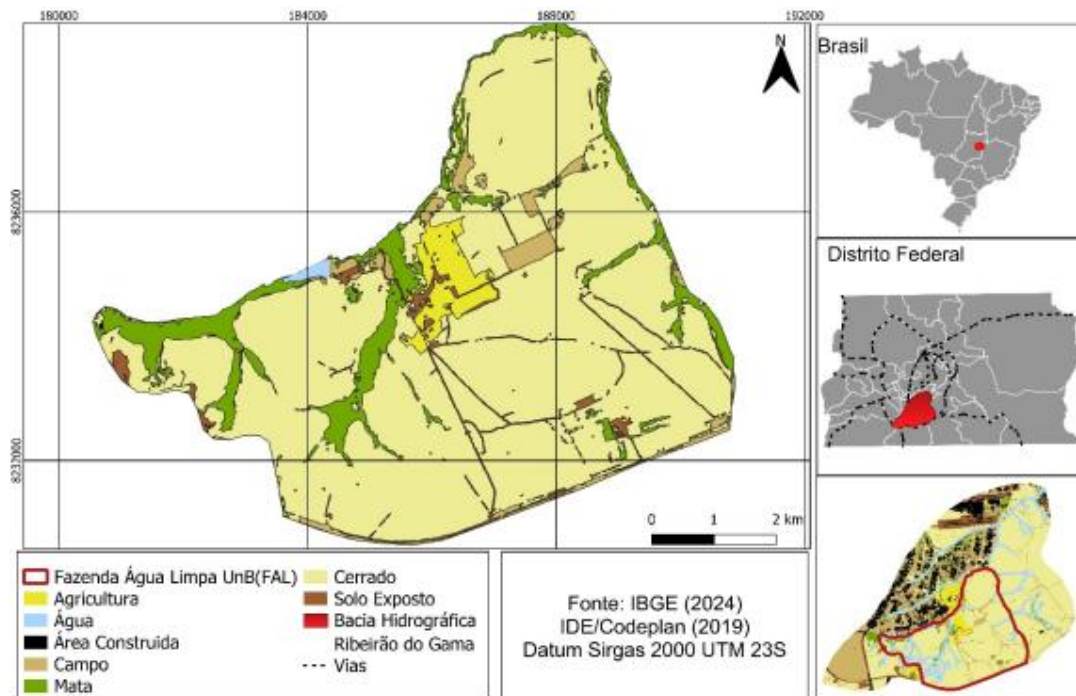 180000
184000
188000
192000
N
8236000
8232000
0
1
2 km
Brasil
Distrito Federal
Fazenda Água Limpa UnB(FAL)
Agricultura
Água
Área Construída
Campo
Mata
Cerrado
Solo Exposto
Bacia Hidrográfica
Ribeirão do Gama
Vias
Fonte: IBGE (2024)
IDE/Codeplan (2019)
Datum Sirgas 2000 UTM 23S